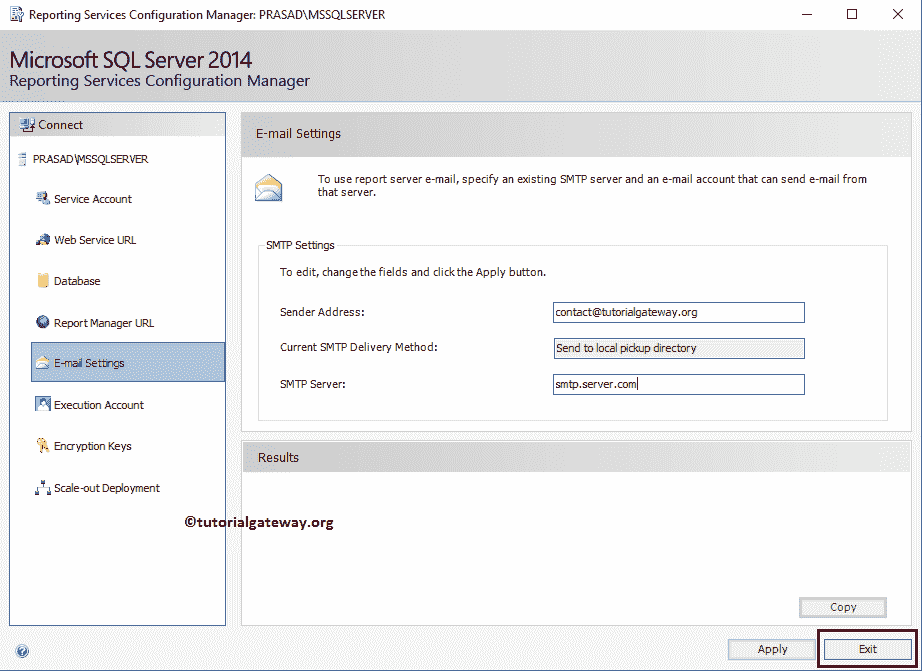 Reporting Services Configuration Manager: PRASAD\MSSQLSERVER
Microsoft SQL Server 2014
Reporting Services Configuration Manager
Connect
PRASAD\MSSQLSERVER
Service Account
Web Service URL
Database
Report Manager URL
E-mail Settings
Execution Account
Encryption Keys
Scale-out Deployment
E-mail Settings
To use report server e-mail, specify an existing SMTP server and an e-mail account that can send e-mail from
that server.
SMTP Settings
To edit, change the fields and click the Apply button.
Sender Address: contact@tutorialgateway.org
Current SMTP Delivery Method: Send to local pickup directory
SMTP Server: smtp.server.com
Results
©tutorialgateway.org
Copy
Apply Exit